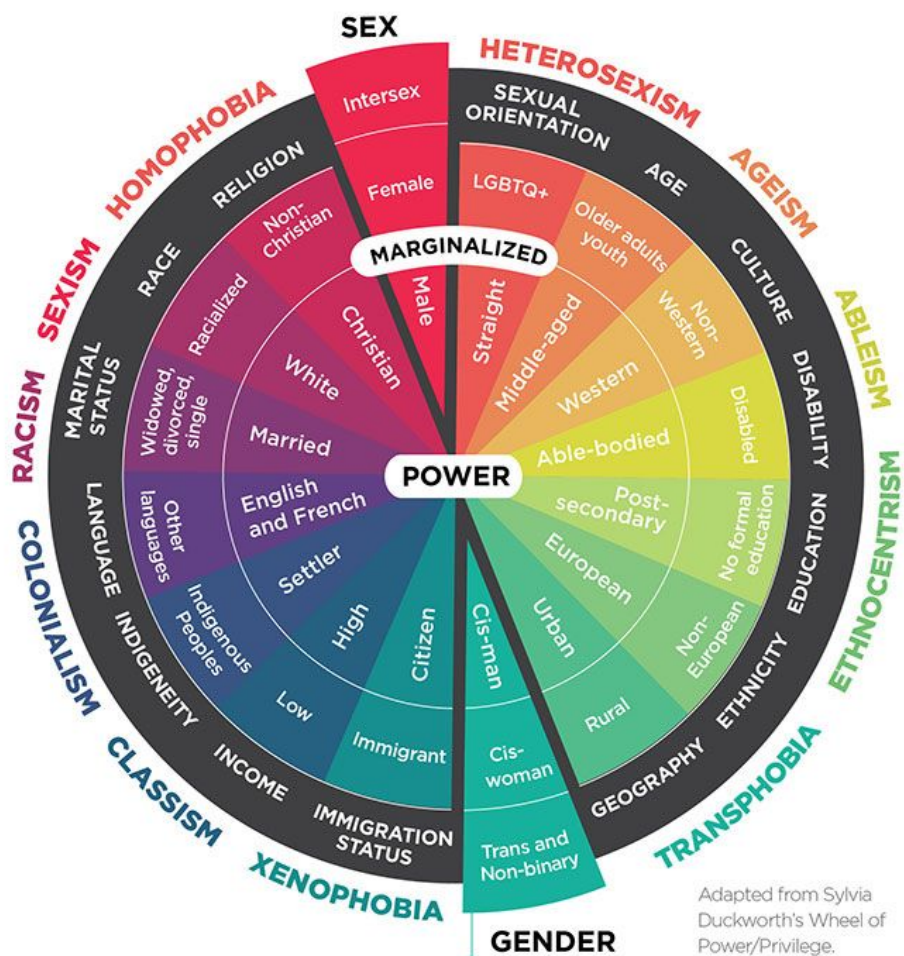 SEX
HETEROSEXISM
AGEISM
ABLEISM
ETHNOCENTRISM
TRANSPHOBIA
GENDER
XENOPHOBIA
CLASSISM
COLONIALISM
RACISM
SEXISM
HOMOPHOBIA
Intersex
Female
Male
SEXUAL
ORIENTATION
LGBTQ+
Straight
AGE
Older adults
youth
Middle-aged
CULTURE
Non-
Western
Western
DISABILITY
Disabled
Able-bodied
EDUCATION
No formal
education
Post-
secondary
ETHNICITY
Non-
European
European
GEOGRAPHY
Rural
Urban
Cis-man
Cis-
woman
Trans and
Non-binary
IMMIGRATION
STATUS
Immigrant
Citizen
INCOME
Low
High
INDIGENEITY
Indigenous
Peoples
Settler
LANGUAGE
Other
languages
English
and French
MARITAL
STATUS
Widowed,
divorced,
single
Married
RACE
Racialized
White
RELIGION
Non-
Christian
Christian
MARGINALIZED
POWER
Adapted from Sylvia
Duckworth's Wheel of
Power/Privilege.